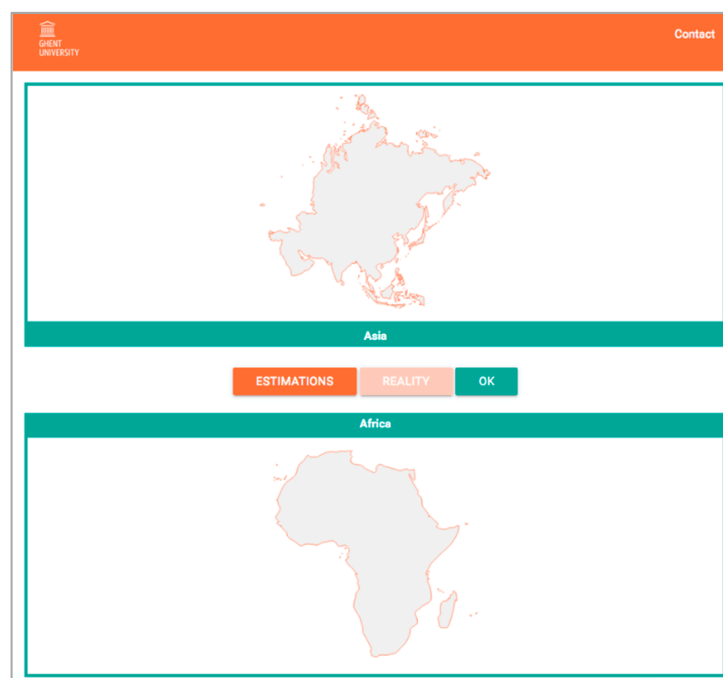 GHENT
UNIVERSITY
Contact
Asia
ESTIMATIONS REALITY OK
Africa